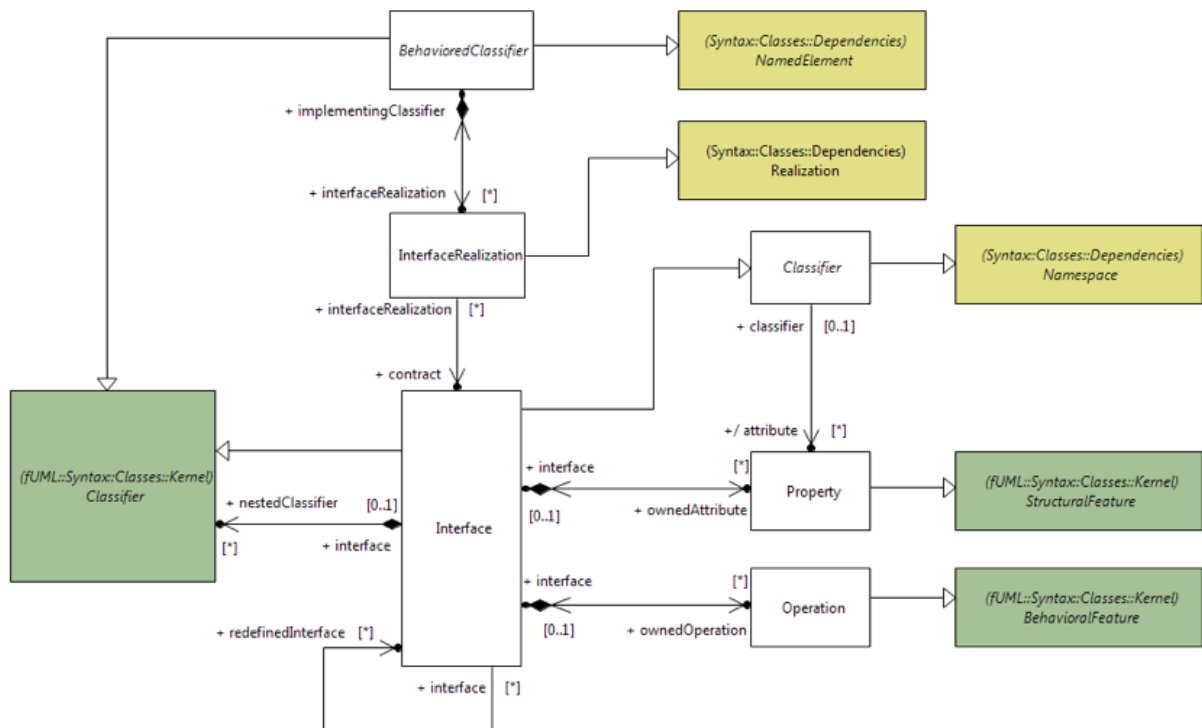 BehavioredClassifier
(Syntax::Classes::Dependencies)
NamedElement
+ implementingClassifier
(Syntax::Classes::Dependencies)
Realization
+ interfaceRealization
[*]
InterfaceRealization
Classifier
(Syntax::Classes::Dependencies)
Namespace
+ interfaceRealization
[*]
+ classifier
[0..1]
+ contract
(fUML::Syntax::Classes::Kernel)
Classifier
+/ attribute
[*]
+ interface
[*]
Property
(fUML::Syntax::Classes::Kernel)
StructuralFeature
+ nestedClassifier
[0..1]
[0..1]
+ ownedAttribute
Interface
[*]
+ interface
+ interface
[*]
Operation
(fUML::Syntax::Classes::Kernel)
BehavioralFeature
+ redefinedInterface
[*]
[0..1]
+ ownedOperation
+ interface
[*]